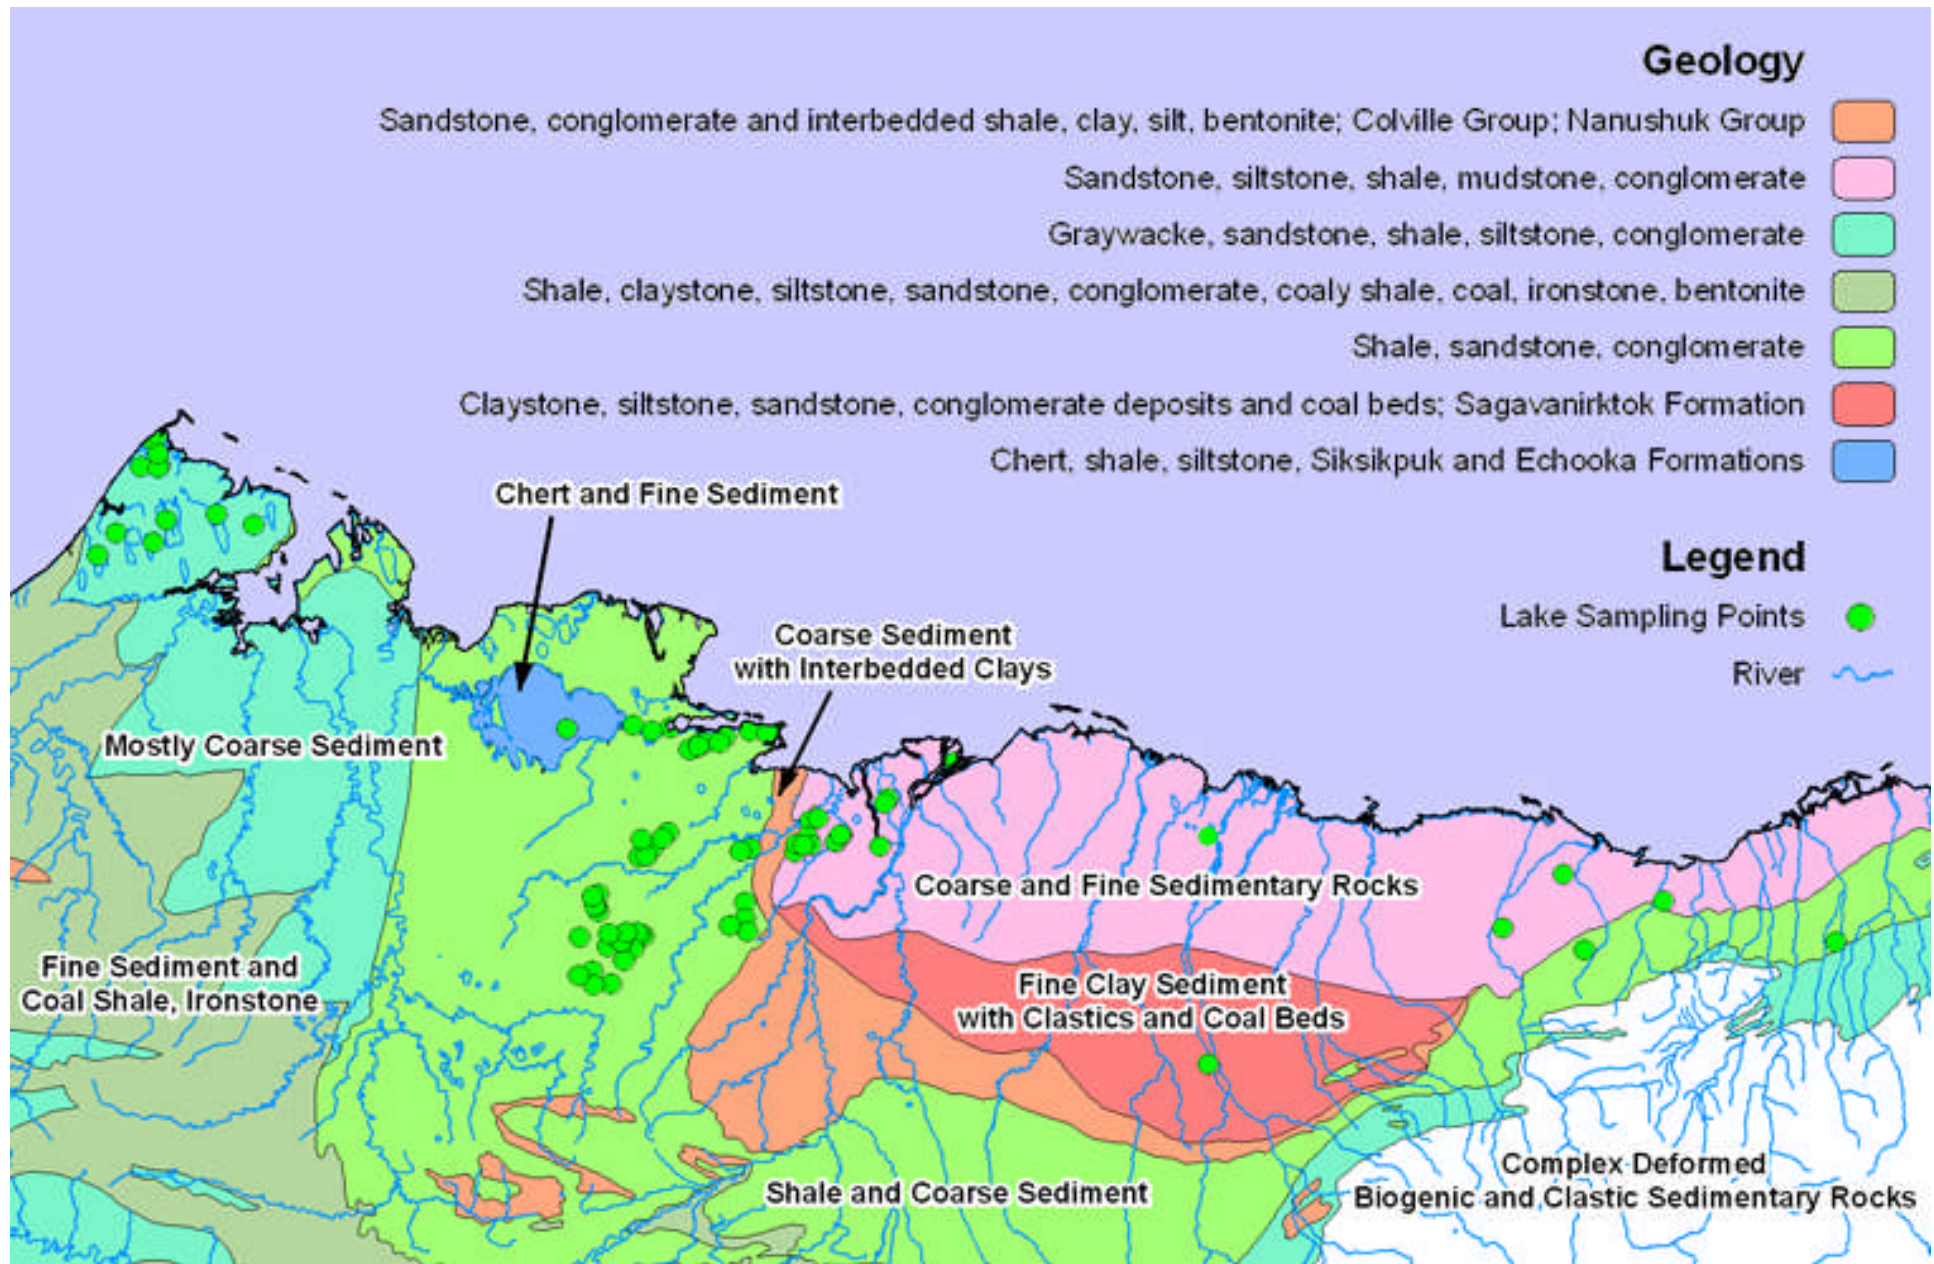 Geology
Sandstone, conglomerate and interbedded shale, clay, silt, bentonite; Colville Group; Nanushuk Group
Sandstone, siltstone, shale, mudstone, conglomerate
Graywacke, sandstone, shale, siltstone, conglomerate
Shale, claystone, siltstone, sandstone, conglomerate, coaly shale, coal, ironstone, bentonite
Shale, sandstone, conglomerate
Claystone, siltstone, sandstone, conglomerate deposits and coal beds; Sagavanirktok Formation
Chert, shale, siltstone, Siksikpuk and Echooka Formations
Chert and Fine Sediment
Legend
Lake Sampling Points
River
Coarse Sediment
with Interbedded Clays
Mostly Coarse Sediment
Coarse and Fine Sedimentary Rocks
Fine Sediment and
Coal Shale, Ironstone
Fine Clay Sediment
with Clastics and Coal Beds
Shale and Coarse Sediment
Complex Deformed
Biogenic and Clastic Sedimentary Rocks